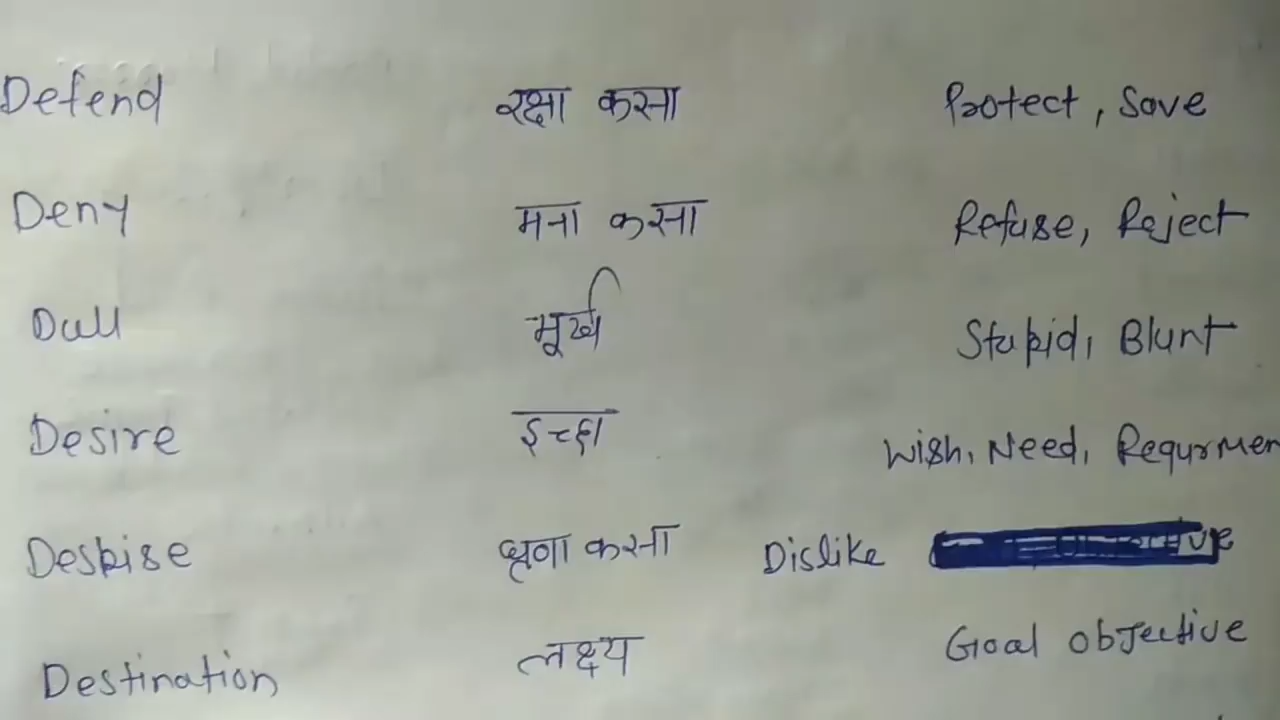 Defend रक्षा करना Protect, Save
Deny मना करना Refuse, Reject
Dull मूर्ख Stupid, Blunt
Desire इच्छा Wish, Need, Requrmen
Despise घृणा करना Dislike
Destination लक्ष्य Goal objective